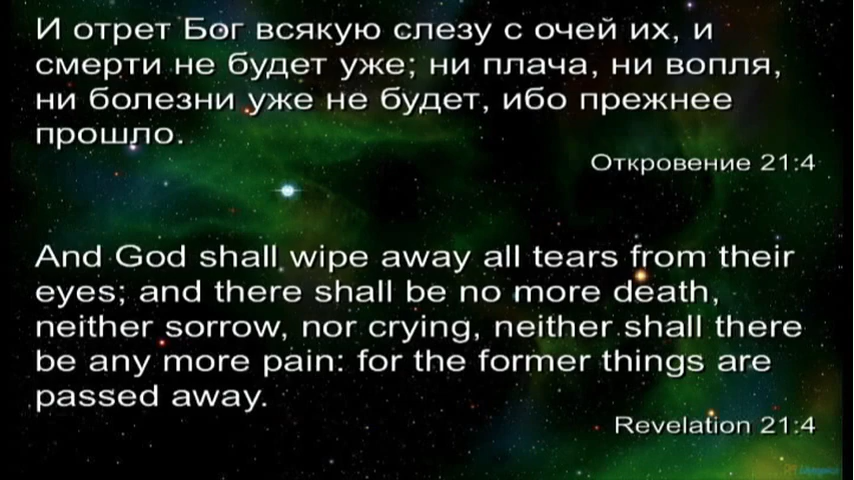 И отрет Бог всякую слезу с очей их, и
смерти не будет уже; ни плача, ни вопля,
ни болезни уже не будет, ибо прежнее
прошло.
Откровение 21:4
And God shall wipe away all tears from their
eyes; and there shall be no more death,
neither sorrow, nor crying, neither shall there
be any more pain: for the former things are
passed away.
Revelation 21:4